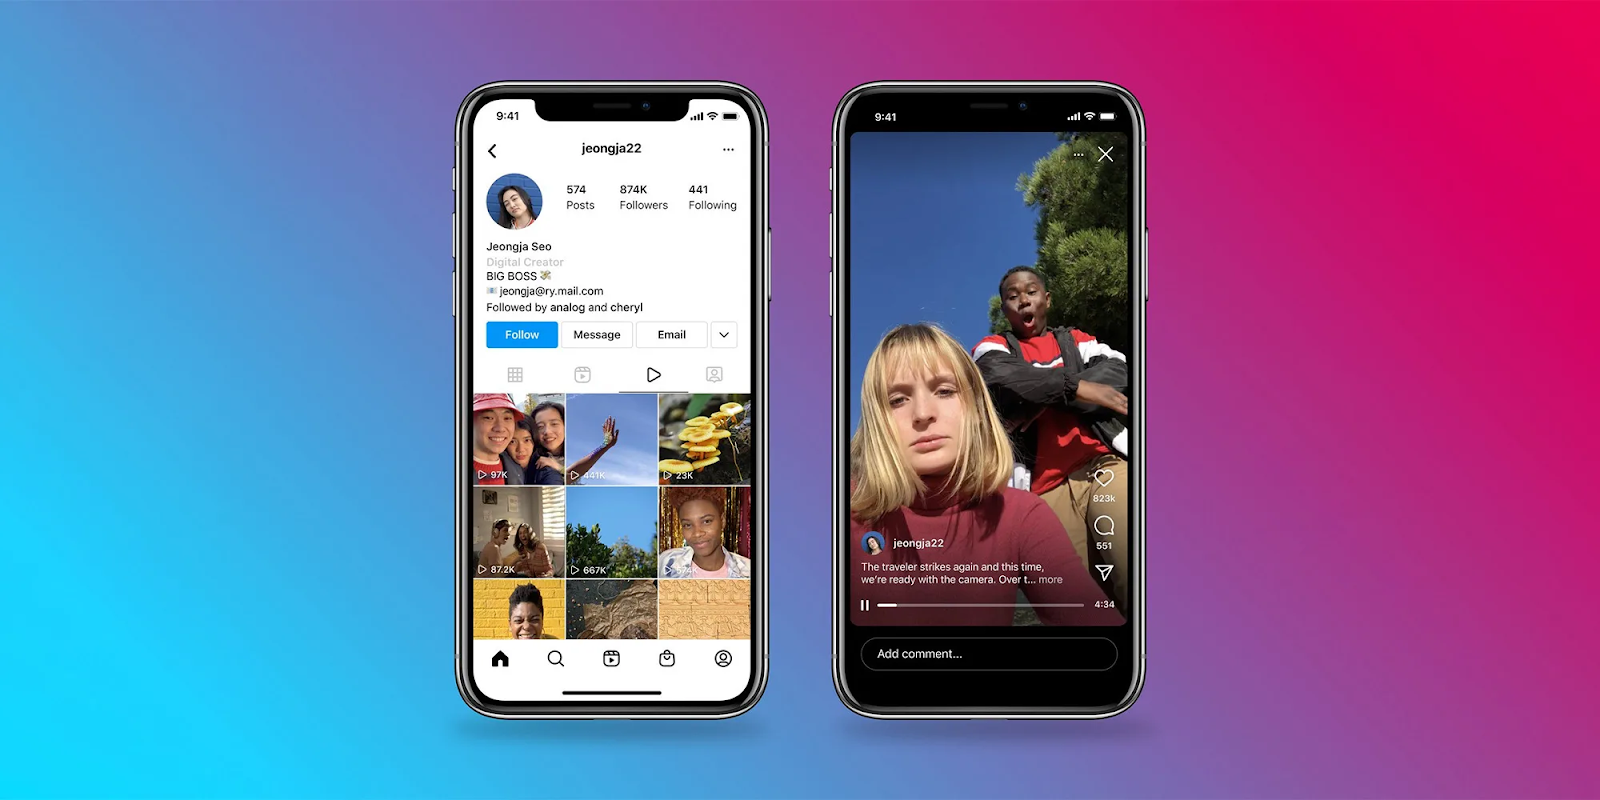 9:41
jeongja22
574
Posts
874K
Followers
441
Following
Jeongja Seo
Digital Creator
BIG BOSS
jeongja@ry.mail.com
Followed by analog and cheryl
Follow
Message
Email
97K
441K
23K
87.2K
667K
574K
9:41
823k
551
jeongja22
The traveler strikes again and this time,
we're ready with the camera. Over t... more
4:34
Add comment...